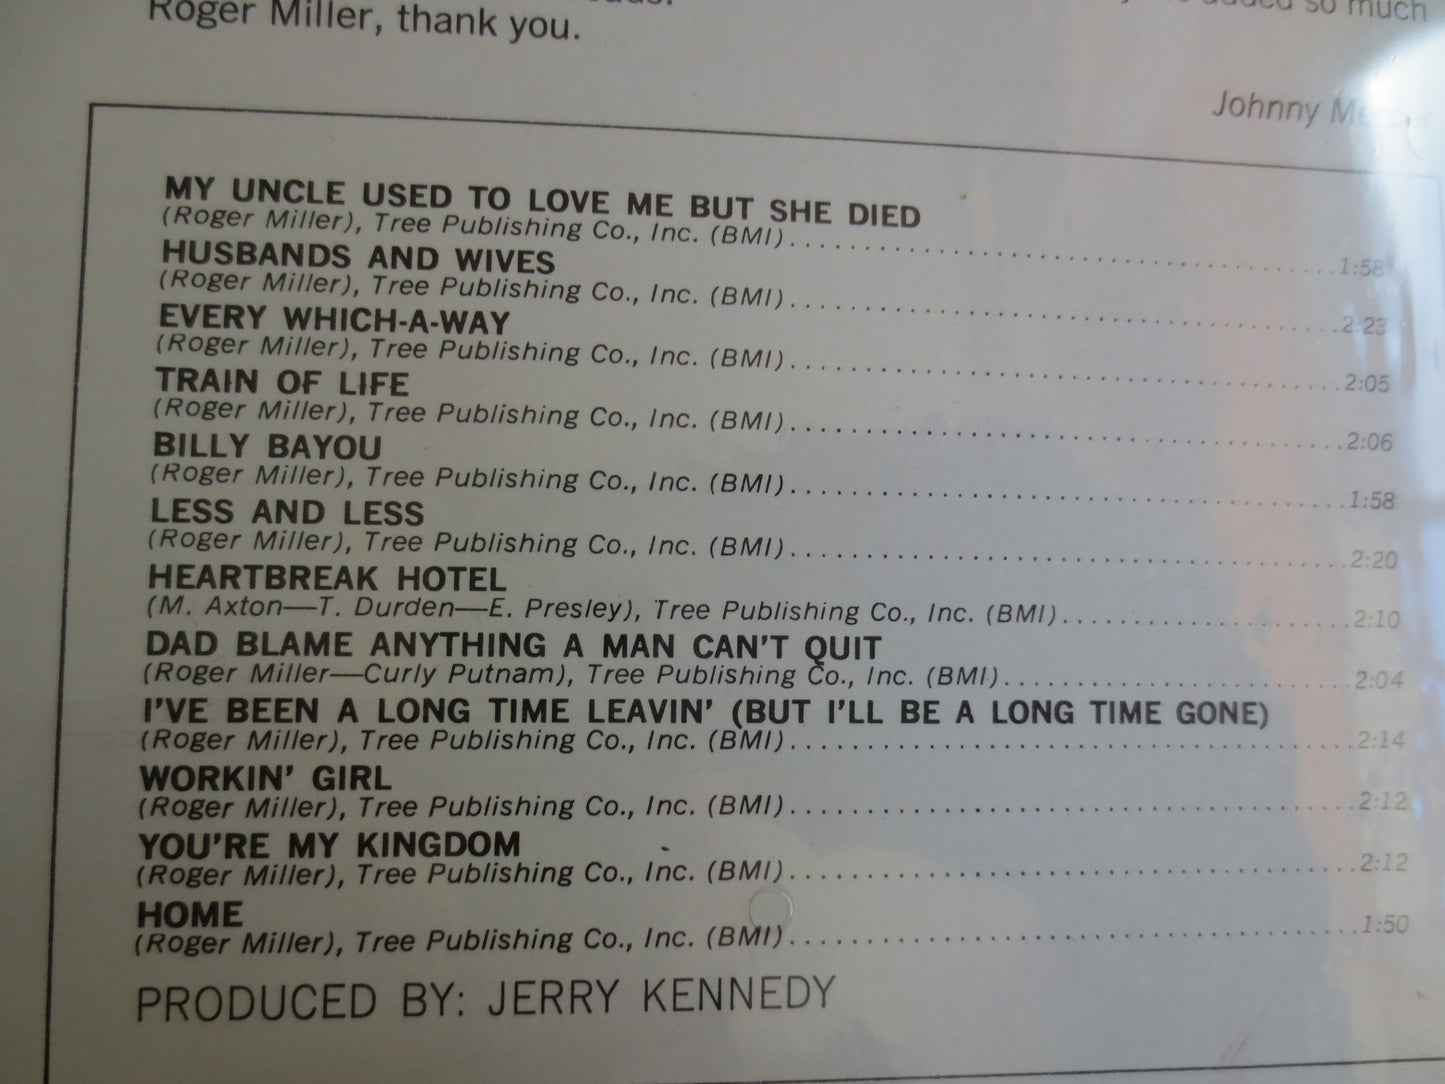 Roger Miller, thank you.
added so much
Johnny Mercer
MY UNCLE USED TO LOVE ME BUT SHE DIED
(Roger Miller), Tree Publishing Co., Inc. (BMI)..............................1:58
HUSBANDS AND WIVES
(Roger Miller), Tree Publishing Co., Inc. (BMI)..............................2:23
EVERY WHICH-A-WAY
(Roger Miller), Tree Publishing Co., Inc. (BMI)..............................2:05
TRAIN OF LIFE
(Roger Miller), Tree Publishing Co., Inc. (BMI)..............................2:06
BILLY BAYOU
(Roger Miller), Tree Publishing Co., Inc. (BMI)..............................1:58
LESS AND LESS
(Roger Miller), Tree Publishing Co., Inc. (BMI)..............................2:20
HEARTBREAK HOTEL
(M. Axton—T. Durden—E. Presley), Tree Publishing Co., Inc. (BMI)................2:10
DAD BLAME ANYTHING A MAN CAN'T QUIT
(Roger Miller—Curly Putnam), Tree Publishing Co., Inc. (BMI)....................2:04
I'VE BEEN A LONG TIME LEAVIN' (BUT I'LL BE A LONG TIME GONE)
(Roger Miller), Tree Publishing Co., Inc. (BMI)..............................2:14
WORKIN' GIRL
(Roger Miller), Tree Publishing Co., Inc. (BMI)..............................2:12
YOU'RE MY KINGDOM
(Roger Miller), Tree Publishing Co., Inc. (BMI)..............................2:12
HOME
(Roger Miller), Tree Publishing Co., Inc. (BMI)..............................1:50
PRODUCED BY: JERRY KENNEDY